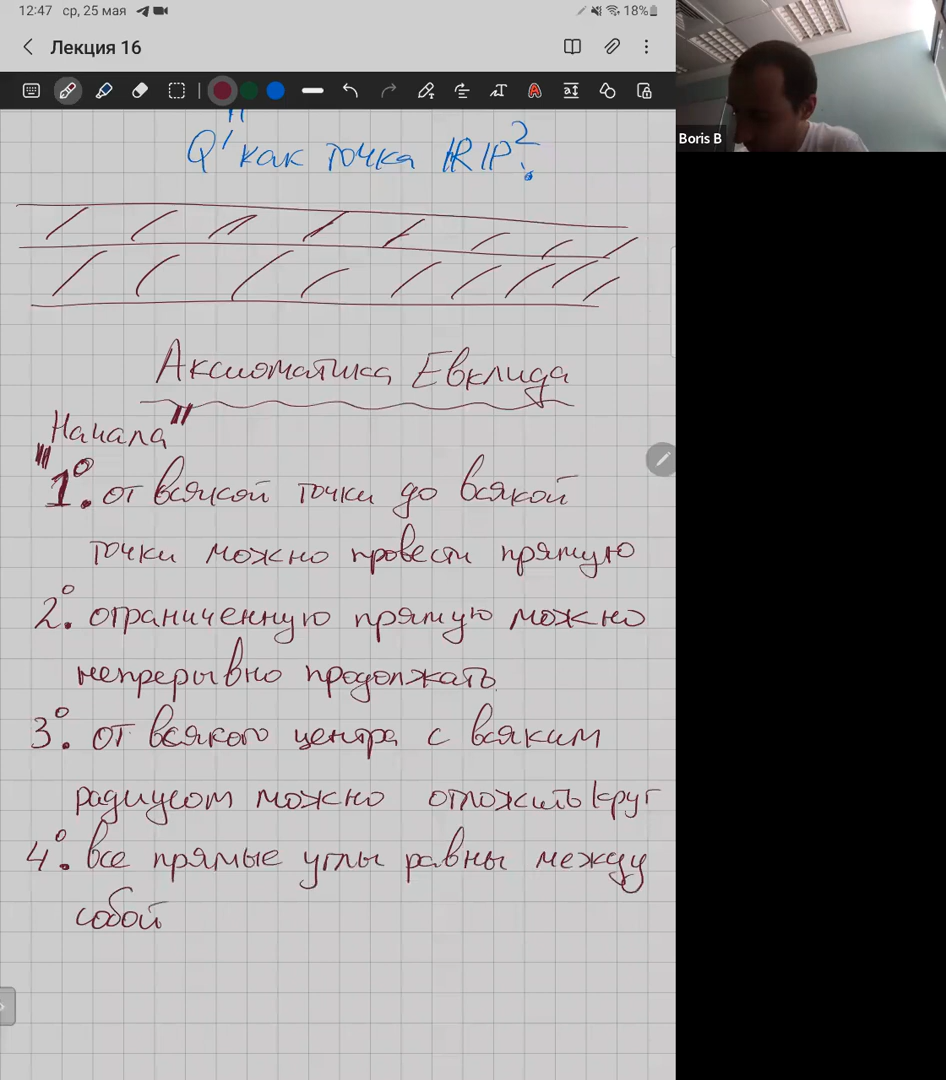 12:47 ср, 25 мая
18%
Лекция 16
Boris B
Q' как точка RP²?
Аксиоматика Евклида
"Начала"
1°. от всякой точки до всякой
точки можно провести прямую
2°. ограниченную прямую можно
непрерывно продолжать
3°. от всякого центра с всяким
радиусом можно отложить круг
4°. все прямые углы равны между
собой